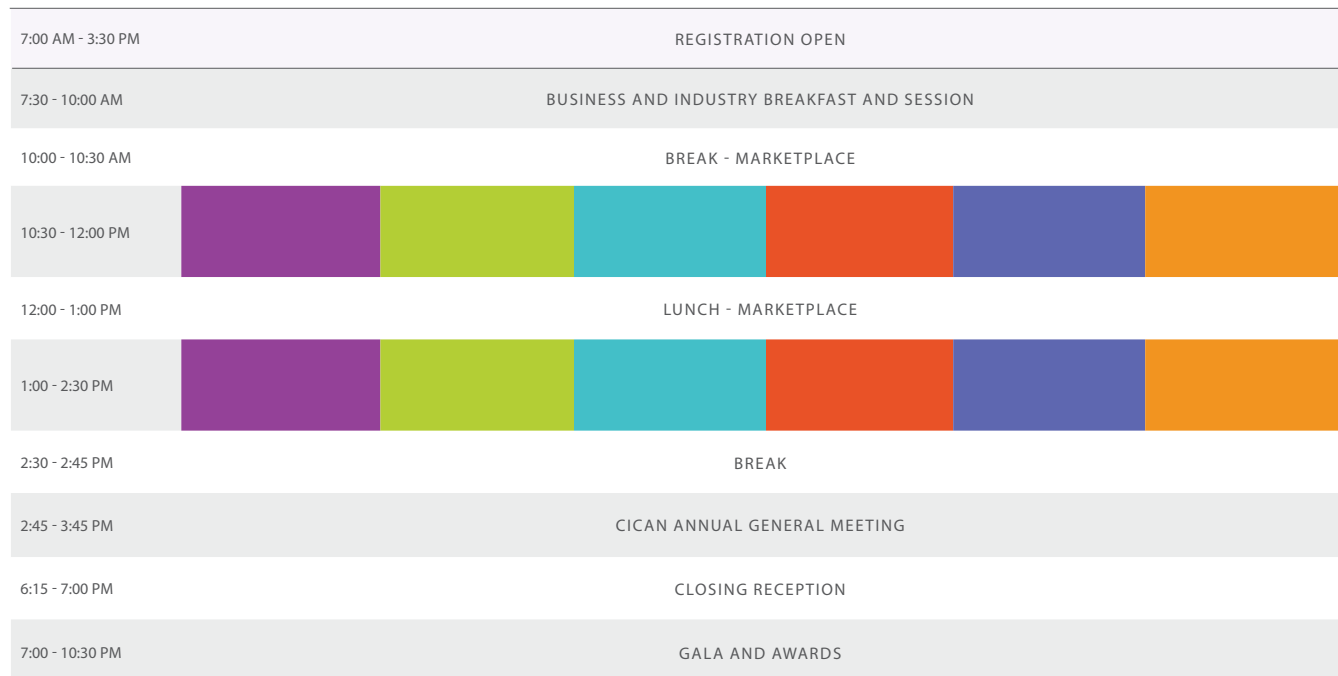 7:00 AM - 3:30 PM REGISTRATION OPEN
7:30 - 10:00 AM BUSINESS AND INDUSTRY BREAKFAST AND SESSION
10:00 - 10:30 AM BREAK - MARKETPLACE
10:30 - 12:00 PM
12:00 - 1:00 PM LUNCH - MARKETPLACE
1:00 - 2:30 PM
2:30 - 2:45 PM BREAK
2:45 - 3:45 PM CICAN ANNUAL GENERAL MEETING
6:15 - 7:00 PM CLOSING RECEPTION
7:00 - 10:30 PM GALA AND AWARDS